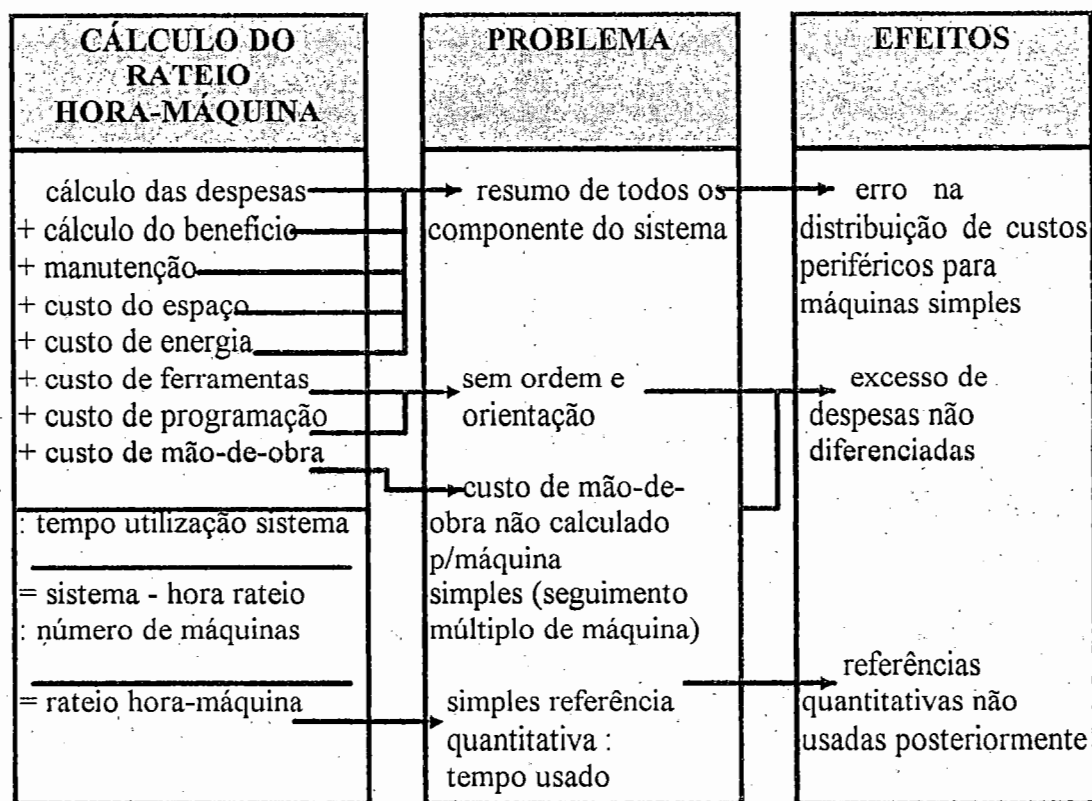 CÁLCULO DO
RATEIO
HORA-MÁQUINA
cálculo das despesas
+ cálculo do benefício
+ manutenção
+ custo do espaço
+ custo de energia
+ custo de ferramentas
+ custo de programação
+ custo de mão-de-obra
: tempo utilização sistema
= sistema - hora rateio
: número de máquinas
= rateio hora-máquina
PROBLEMA
resumo de todos os
componente do sistema
sem ordem e
orientação
custo de mão-de-
obra não calculado
p/máquina
simples (seguimento
múltiplo de máquina)
simples referência
quantitativa :
tempo usado
EFEITOS
erro na
distribuição de custos
periféricos para
máquinas simples
excesso de
despesas não
diferenciadas
referências
quantitativas não
usadas posteriormente